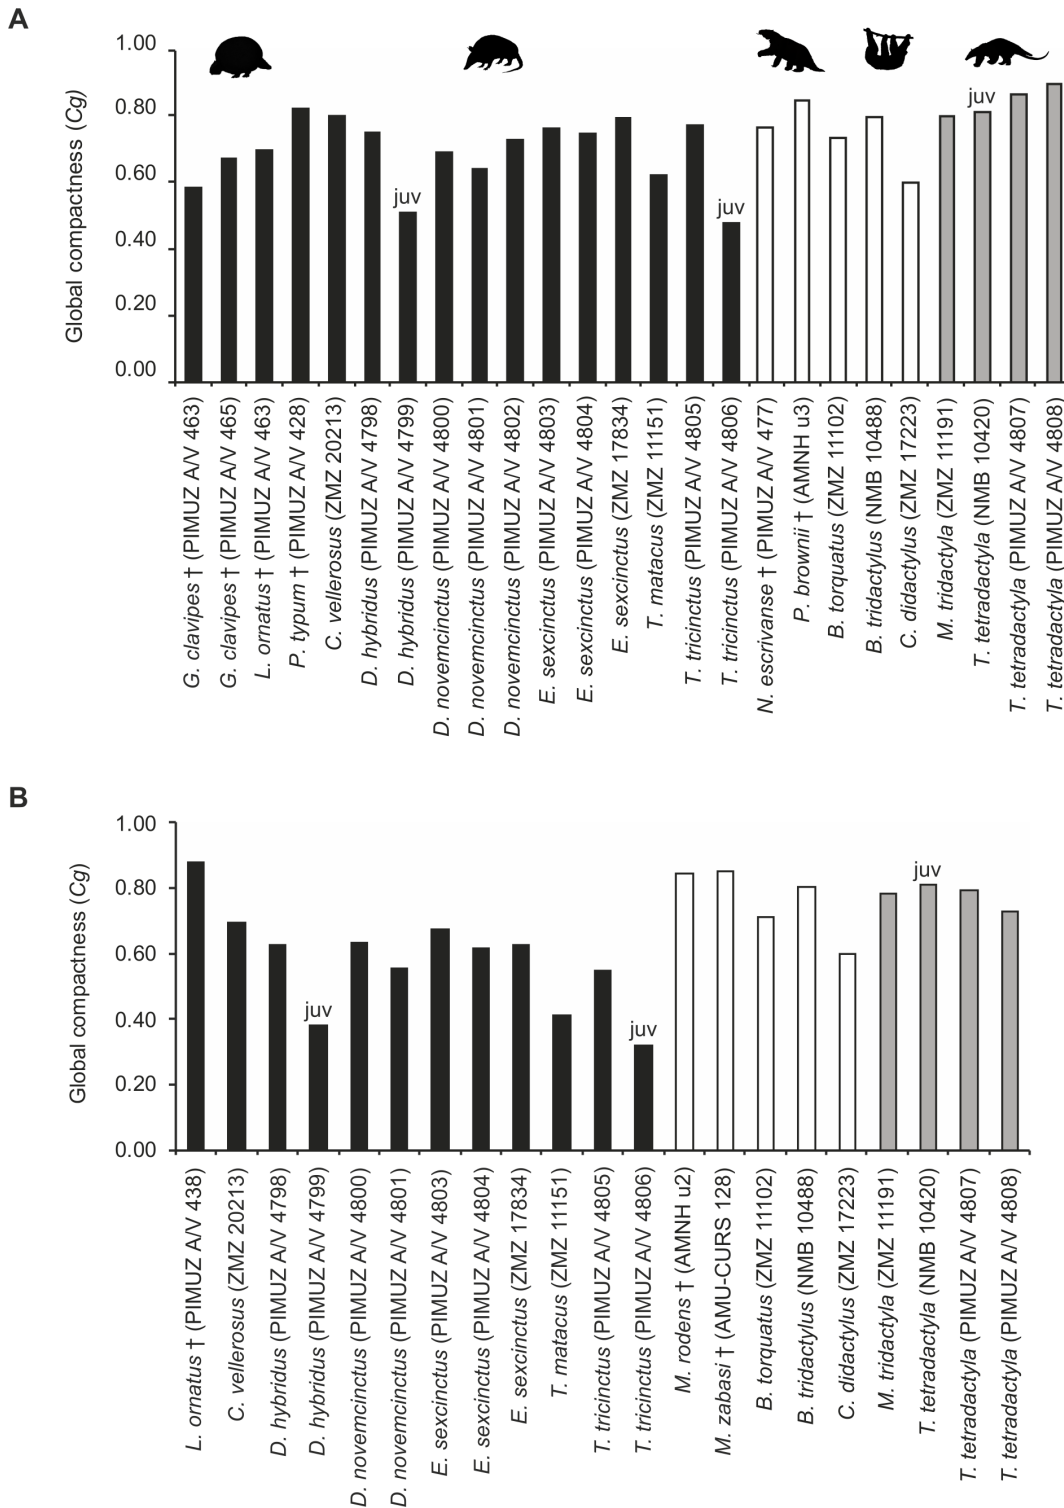 A
Global compactness (Cg)
1.00
0.80
0.60
0.40
0.20
0.00
juv
juv
juv
G. clavipes † (PIMUZ A/V 463)
G. clavipes † (PIMUZ A/V 465)
L. ornatus † (PIMUZ A/V 463)
P. typum † (PIMUZ A/V 428)
C. vellerosus (ZMZ 20213)
D. hybridus (PIMUZ A/V 4798)
D. hybridus (PIMUZ A/V 4799)
D. novemcinctus (PIMUZ A/V 4800)
D. novemcinctus (PIMUZ A/V 4801)
D. novemcinctus (PIMUZ A/V 4802)
E. sexcinctus (PIMUZ A/V 4803)
E. sexcinctus (PIMUZ A/V 4804)
E. sexcinctus (ZMZ 17834)
T. matacus (ZMZ 11151)
T. tricinctus (PIMUZ A/V 4805)
T. tricinctus (PIMUZ A/V 4806)
N. escrivanse † (PIMUZ A/V 477)
P. brownii † (AMNH u3)
B. torquatus (ZMZ 11102)
B. tridactylus (NMB 10488)
C. didactylus (ZMZ 17223)
M. tridactyla (ZMZ 11191)
T. tetradactyla (NMB 10420)
T. tetradactyla (PIMUZ A/V 4807)
T. tetradactyla (PIMUZ A/V 4808)
B
Global compactness (Cg)
1.00
0.80
0.60
0.40
0.20
0.00
juv
juv
juv
L. ornatus † (PIMUZ A/V 438)
C. vellerosus (ZMZ 20213)
D. hybridus (PIMUZ A/V 4798)
D. hybridus (PIMUZ A/V 4799)
D. novemcinctus (PIMUZ A/V 4800)
D. novemcinctus (PIMUZ A/V 4801)
E. sexcinctus (PIMUZ A/V 4803)
E. sexcinctus (PIMUZ A/V 4804)
E. sexcinctus (ZMZ 17834)
T. matacus (ZMZ 11151)
T. tricinctus (PIMUZ A/V 4805)
T. tricinctus (PIMUZ A/V 4806)
M. rodens † (AMNH u2)
M. zabasi † (AMU-CURS 128)
B. torquatus (ZMZ 11102)
B. tridactylus (NMB 10488)
C. didactylus (ZMZ 17223)
M. tridactyla (ZMZ 11191)
T. tetradactyla (NMB 10420)
T. tetradactyla (PIMUZ A/V 4807)
T. tetradactyla (PIMUZ A/V 4808)